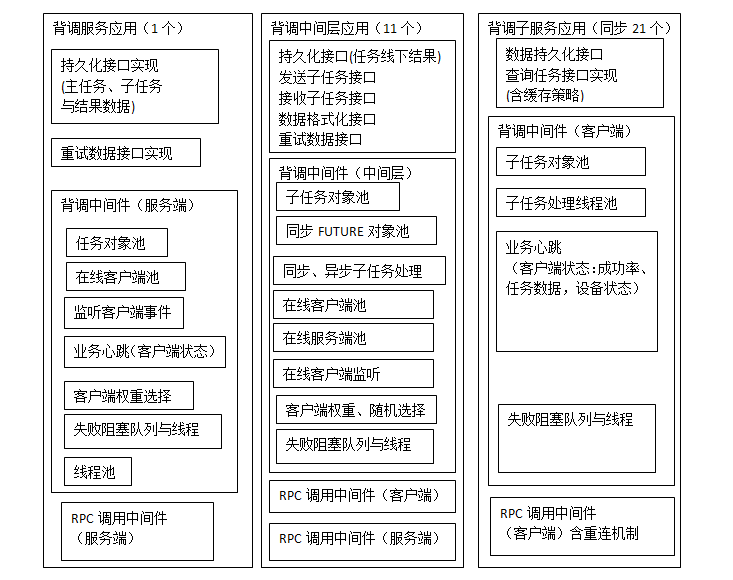 背调服务应用（1 个）
持久化接口实现
(主任务、子任务
与结果数据)
重试数据接口实现
背调中间件（服务端）
任务对象池
在线客户端池
监听客户端事件
业务心跳（客户端状态）
客户端权重选择
失败阻塞队列与线程
线程池
RPC 调用中间件
（服务端）
背调中间层应用（11 个）
持久化接口(任务线下结果)
发送子任务接口
接收子任务接口
数据格式化接口
重试数据接口
背调中间件（中间层）
子任务对象池
同步 FUTURE 对象池
同步、异步子任务处理
在线客户端池
在线服务端池
在线客户端监听
客户端权重、随机选择
失败阻塞队列与线程
RPC 调用中间件（客户端）
RPC 调用中间件（服务端）
背调子服务应用（同步 21 个）
数据持久化接口
查询任务接口实现
(含缓存策略)
背调中间件（客户端）
子任务对象池
子任务处理线程池
业务心跳
（客户端状态:成功率、
任务数据，设备状态）
失败阻塞队列与线程
RPC 调用中间件
（客户端）含重连机制